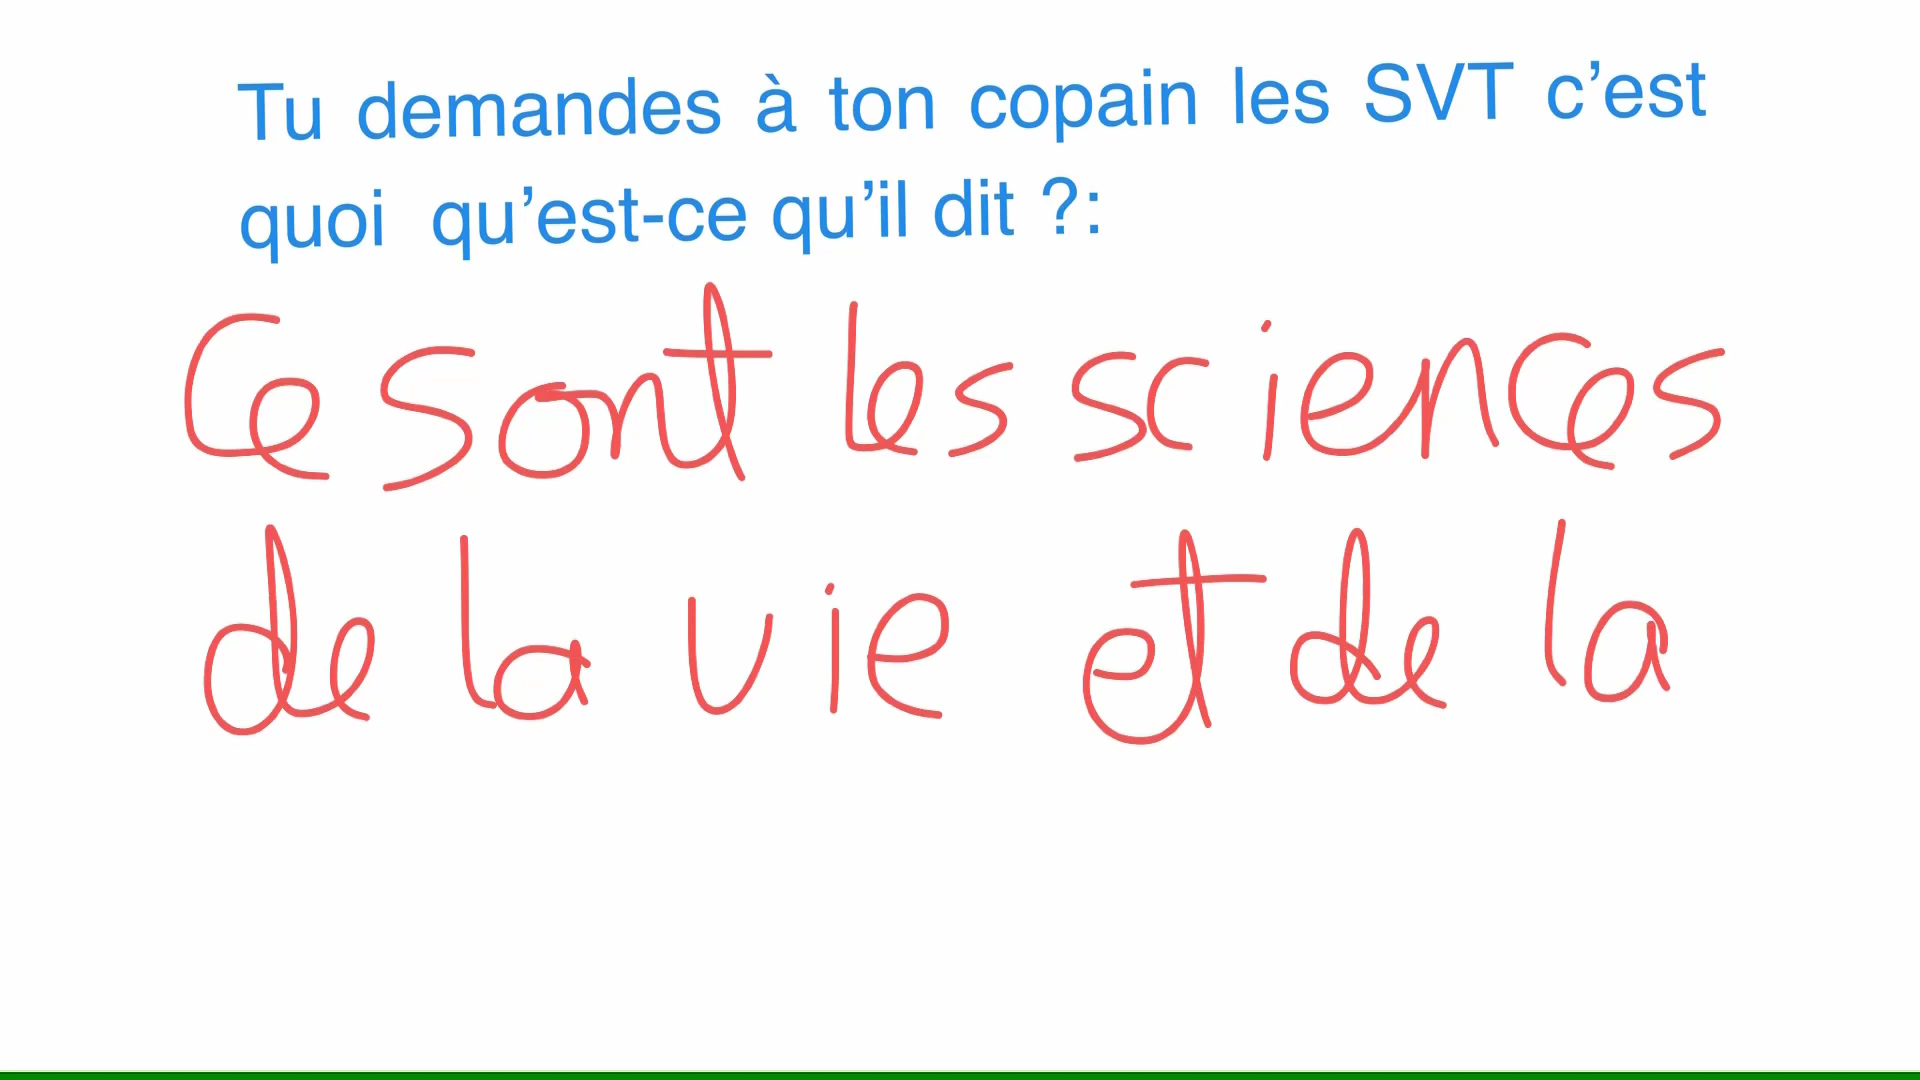 Tu demandes à ton copain les SVT c’est
quoi qu’est-ce qu’il dit ?:
Ce sont les sciences
de la vie et de la